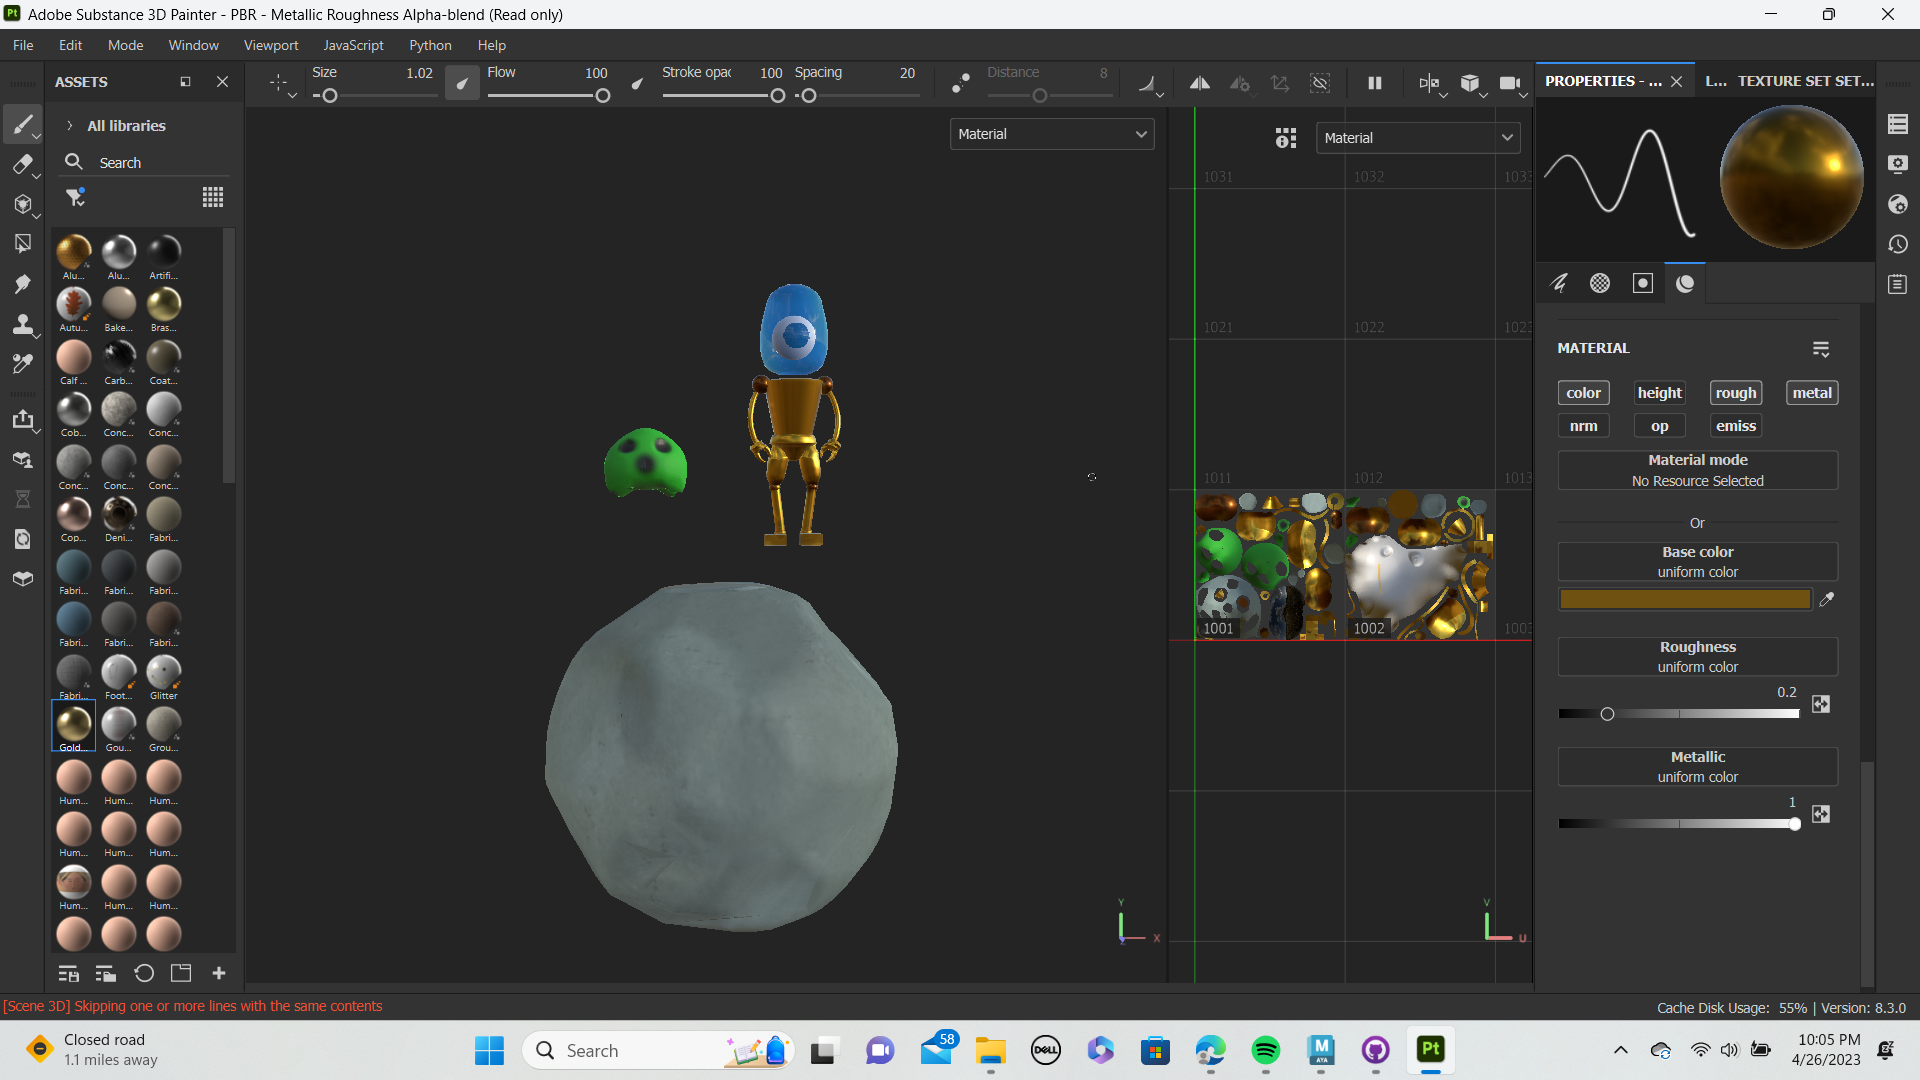 Pt Adobe Substance 3D Painter - PBR - Metallic Roughness Alpha-blend (Read only)
File Edit Mode Window Viewport JavaScript Python Help
ASSETS
Size 1.02 Flow 100 Stroke opac 100 Spacing 20 Distance 8
PROPERTIES - ... L... TEXTURE SET SET...
All libraries
Search
Material
Material
1031 1032 1033
1021 1022 1023
1011 1012 1013
1001 1002 1003
Alu... Alu... Artifi...
Autu... Bake... Bras...
Calf ... Carb... Coat...
Cob... Conc... Conc...
Conc... Conc... Conc...
Cop... Deni... Fabri...
Fabri... Fabri... Fabri...
Fabri... Fabri... Fabri...
Fabri... Foot... Glitter
Gold... Gou... Grou...
Hum... Hum... Hum...
Hum... Hum... Hum...
Hum... Hum... Hum...
Y
X
Z
V
U
MATERIAL
color height rough metal
nrm op emiss
Material mode
No Resource Selected
Or
Base color
uniform color
Roughness
uniform color
0.2
Metallic
uniform color
1
[Scene 3D] Skipping one or more lines with the same contents
Cache Disk Usage: 55% | Version: 8.3.0
Closed road
1.1 miles away
Search
58
DELL
M
AYA
Pt
10:05 PM
4/26/2023